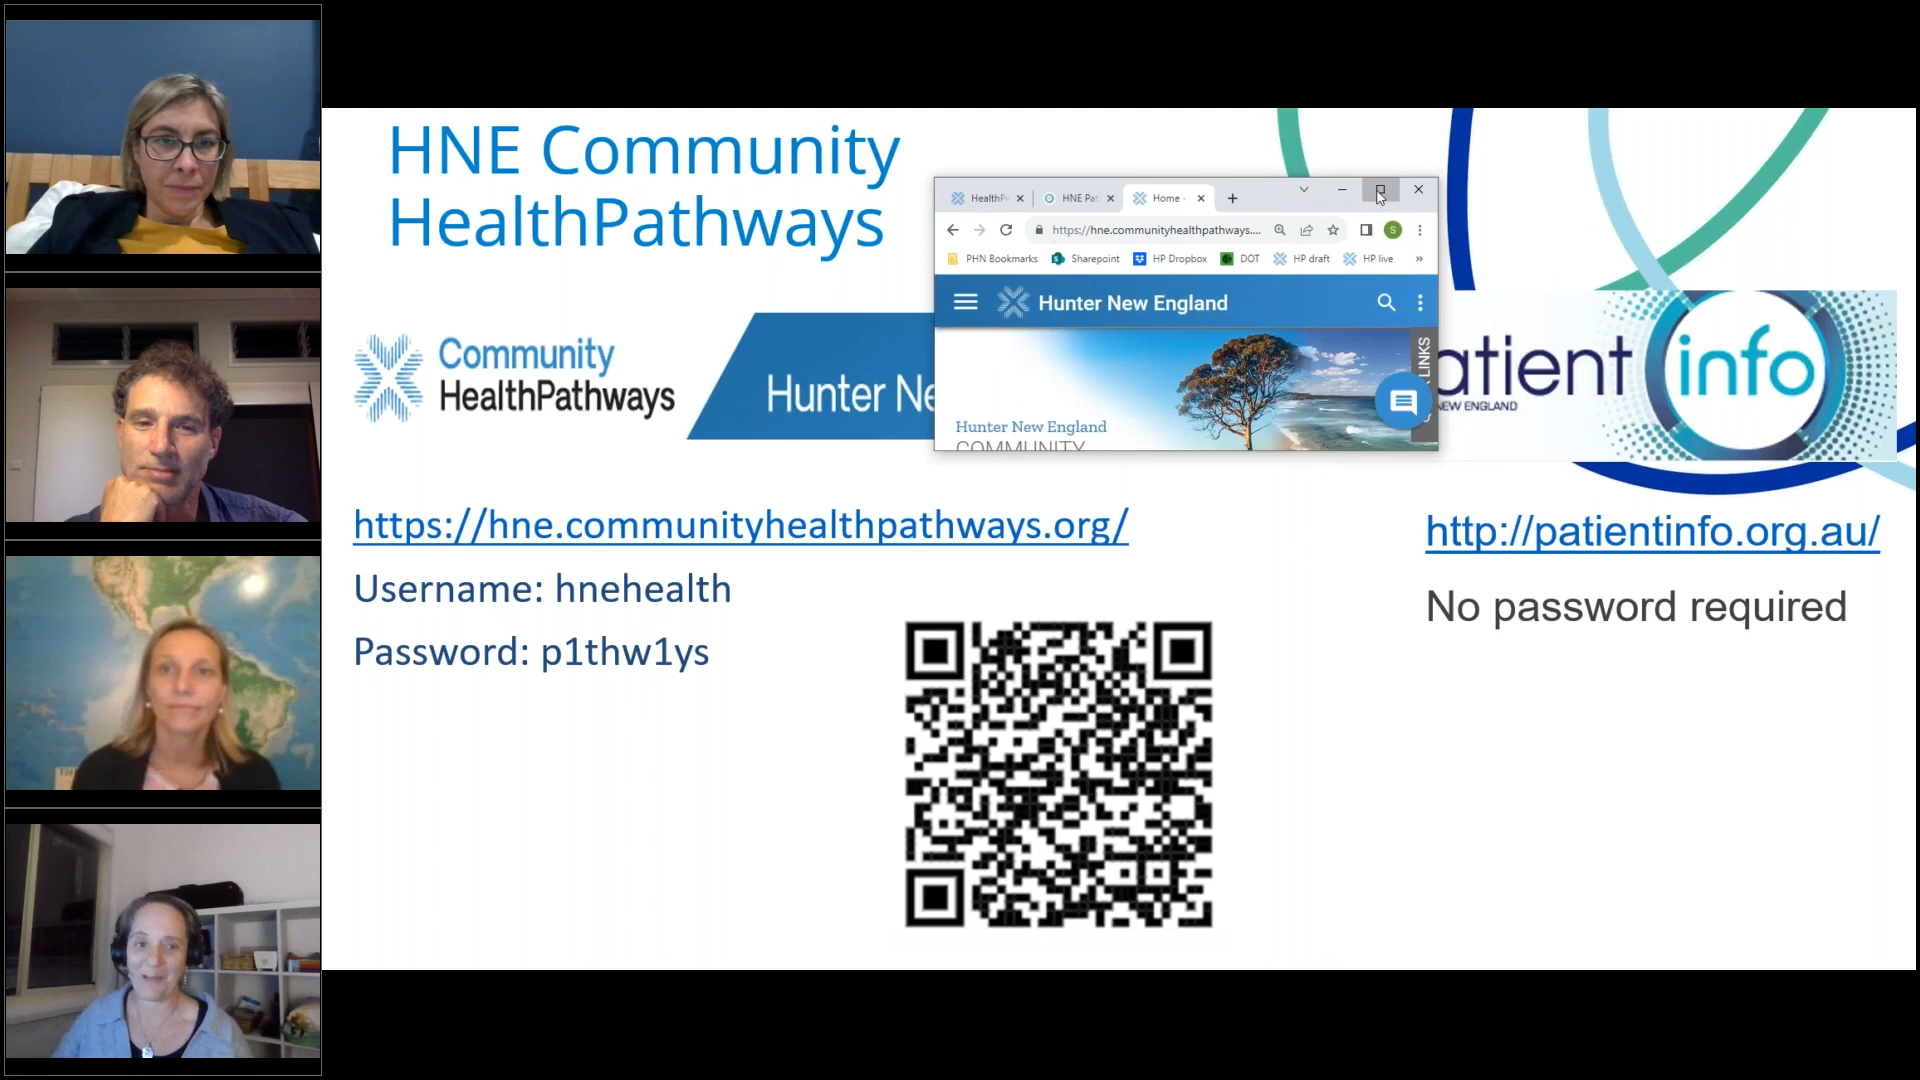 HNE Community
HealthPathways
HealthP
HNE Pat
Home -
https://hne.communityhealthpathways....
PHN Bookmarks
Sharepoint
HP Dropbox
DOT
HP draft
HP live
»
Hunter New England
LINKS
Hunter New England
COMMUNITY
Community
HealthPathways
Hunter Ne
atient
info
NEW ENGLAND
https://hne.communityhealthpathways.org/
Username: hnehealth
Password: p1thw1ys
http://patientinfo.org.au/
No password required
S